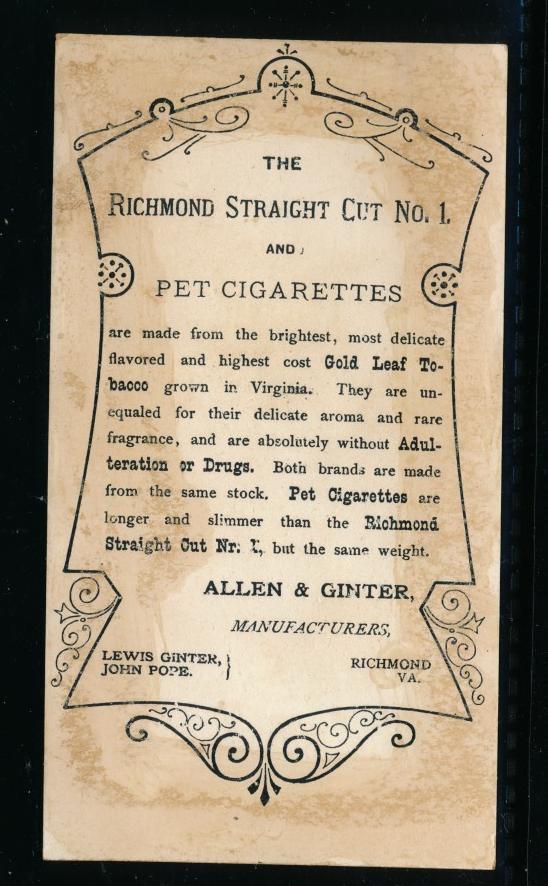 THE
RICHMOND STRAIGHT CUT No. 1.
AND
PET CIGARETTES
are made from the brightest, most delicate
flavored and highest cost Gold Leaf To-
bacco grown in Virginia. They are un-
equaled for their delicate aroma and rare
fragrance, and are absolutely without Adul-
teration or Drugs. Both brands are made
from the same stock. Pet Cigarettes are
longer and slimmer than the Richmond
Straight Cut Nr: 1, but the same weight.
ALLEN & GINTER,
MANUFACTURERS,
LEWIS GINTER, } RICHMOND
JOHN POPE. VA.